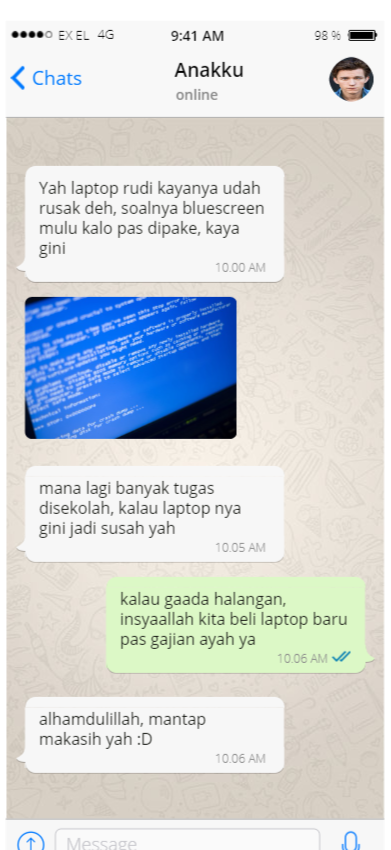 EXEL 4G 9:41 AM 98 %
Chats
Anakku
online
Yah laptop rudi kayanya udah
rusak deh, soalnya bluescreen
mulu kalo pas dipake, kaya
gini
10.00 AM
mana lagi banyak tugas
disekolah, kalau laptop nya
gini jadi susah yah
10.05 AM
kalau gaada halangan,
insyaallah kita beli laptop baru
pas gajian ayah ya
10.06 AM
alhamdulillah, mantap
makasih yah :D
10.06 AM
Message